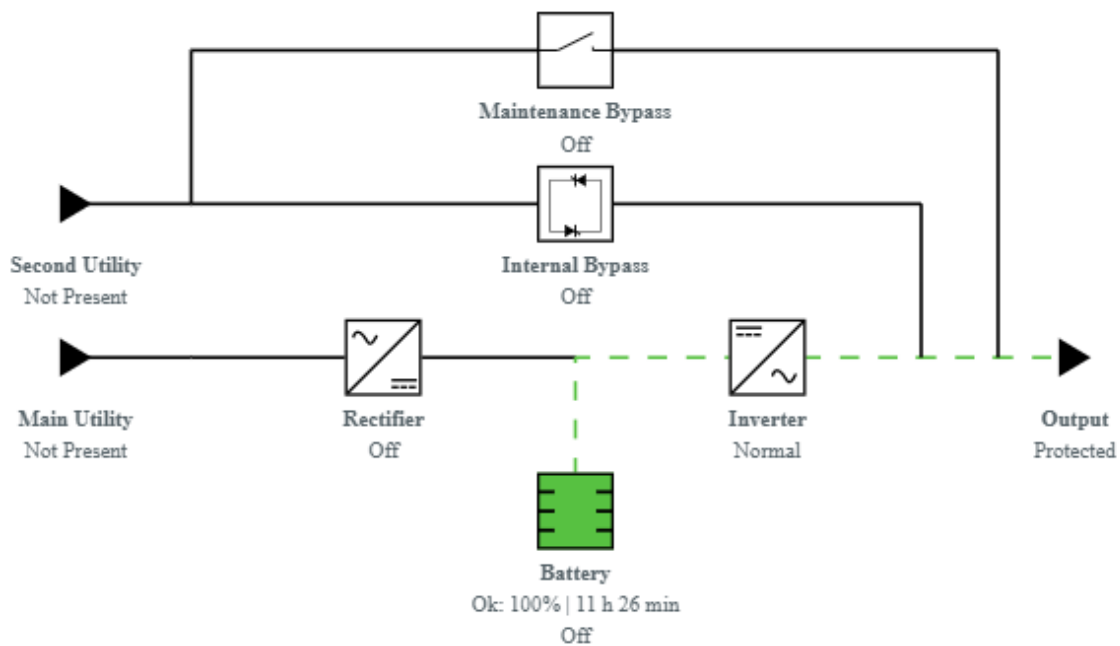 Maintenance Bypass
Off
Second Utility
Not Present
Internal Bypass
Off
Main Utility
Not Present
Rectifier
Off
Inverter
Normal
Output
Protected
Battery
Ok: 100% | 11 h 26 min
Off